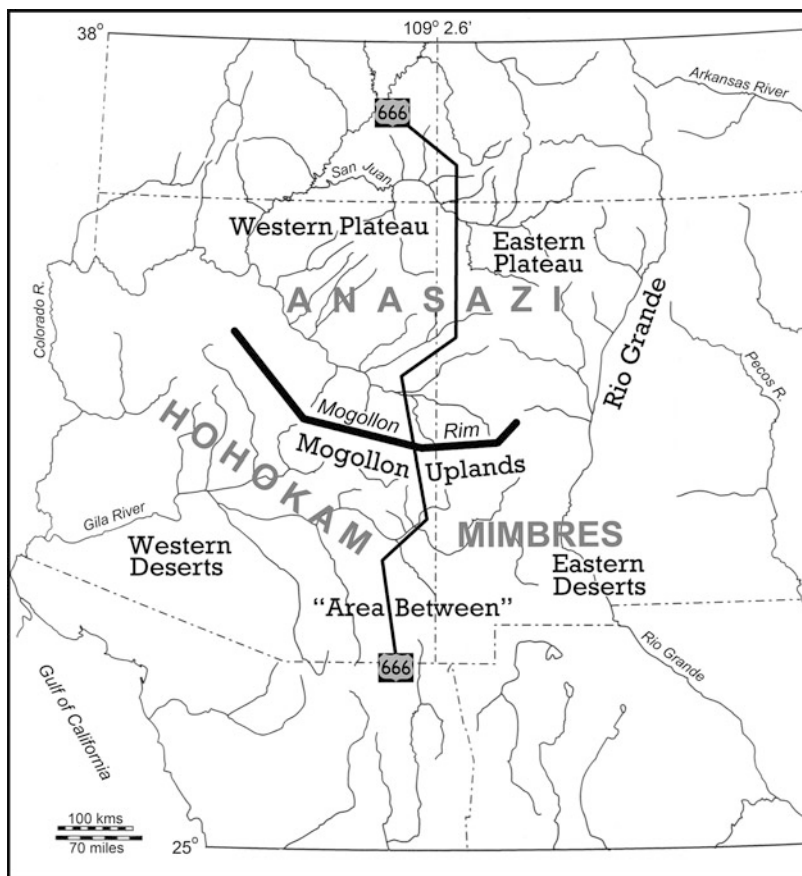 38°
109° 2.6'
Arkansas River
666
San Juan
Western Plateau
Eastern
Plateau
ANASAZI
Colorado R.
Rio Grande
Pecos R.
Mogollon Rim
Mogollon Uplands
HOHOKAM
Gila River
MIMBRES
Western
Deserts
Eastern
Deserts
“Area Between”
666
Rio Grande
Gulf of California
100 kms
70 miles
25°